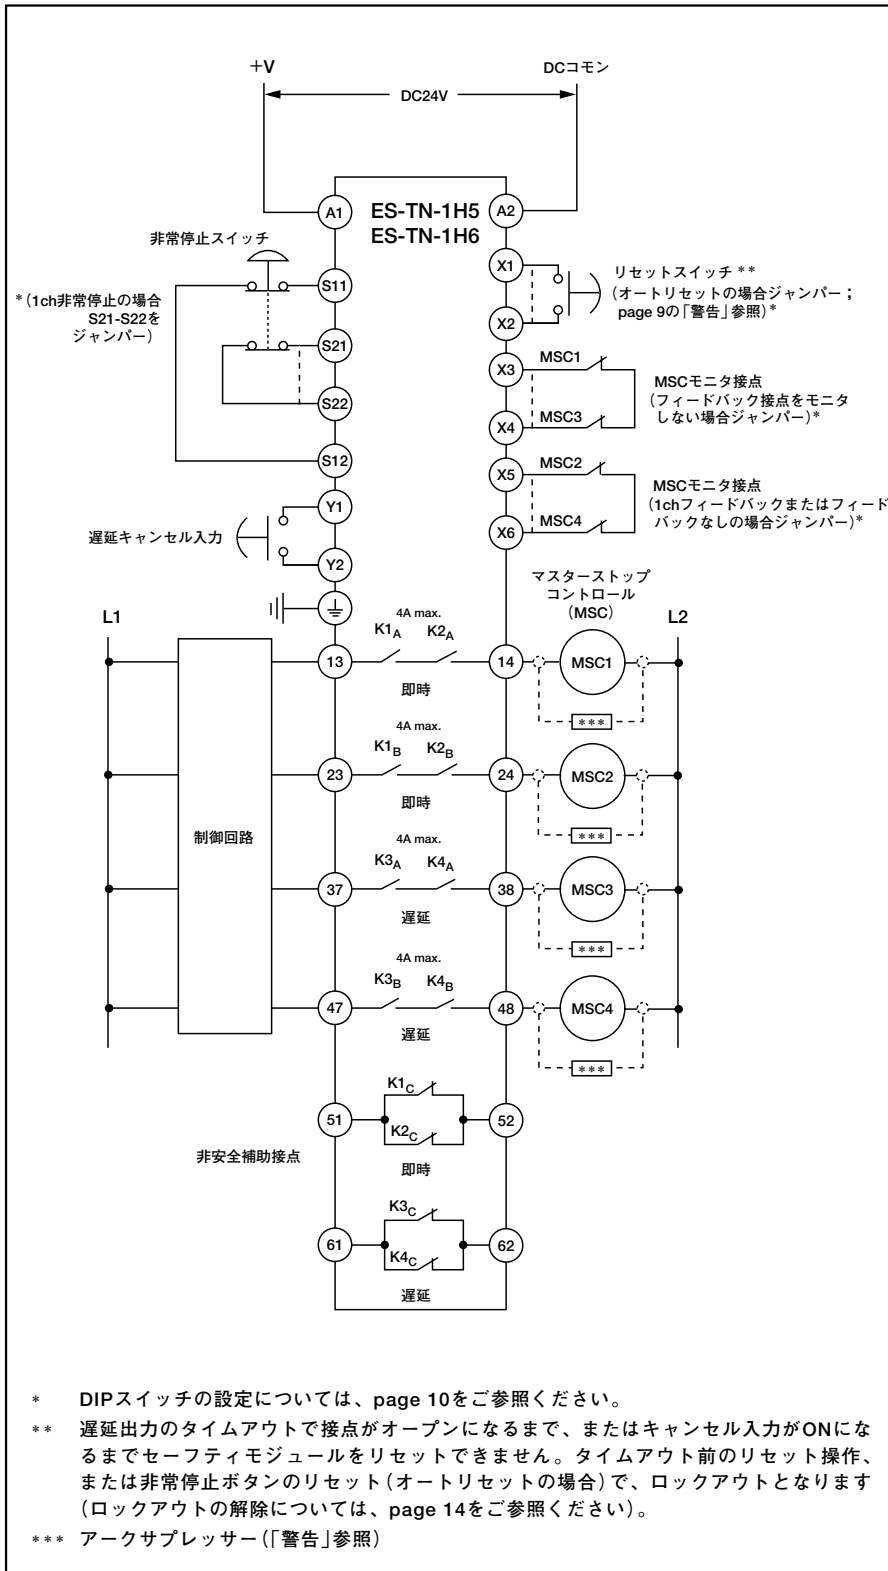 +V
DCコモン
DC24V
A1
ES-TN-1H5
ES-TN-1H6
A2
非常停止スイッチ
*(1ch非常停止の場合
S21-S22を
ジャンパー)
S11
S21
S22
S12
X1
X2
リセットスイッチ **
(オートリセットの場合ジャンパー;
page 9の「警告」参照)*
X3
MSC1
X4
MSC3
MSCモニタ接点
(フィードバック接点をモニタ
しない場合ジャンパー)*
X5
MSC2
X6
MSC4
MSCモニタ接点
(1chフィードバックまたはフィード
バックなしの場合ジャンパー)*
遅延キャンセル入力
Y1
Y2
マスターストップ
コントロール
(MSC)
L1
L2
制御回路
4A max.
13
K1A
K2A
14
MSC1
即時
***
4A max.
23
K1B
K2B
24
MSC2
即時
***
4A max.
37
K3A
K4A
38
MSC3
遅延
***
4A max.
47
K3B
K4B
48
MSC4
遅延
***
非安全補助接点
51
K1C
K2C
52
即時
61
K3C
K4C
62
遅延
* DIPスイッチの設定については、page 10をご参照ください。
** 遅延出力のタイムアウトで接点がオープンになるまで、またはキャンセル入力がONにな
るまでセーフティモジュールをリセットできません。タイムアウト前のリセット操作、
または非常停止ボタンのリセット(オートリセットの場合)で、ロックアウトとなります
(ロックアウトの解除については、page 14をご参照ください)。
*** アークサプレッサー(「警告」参照)